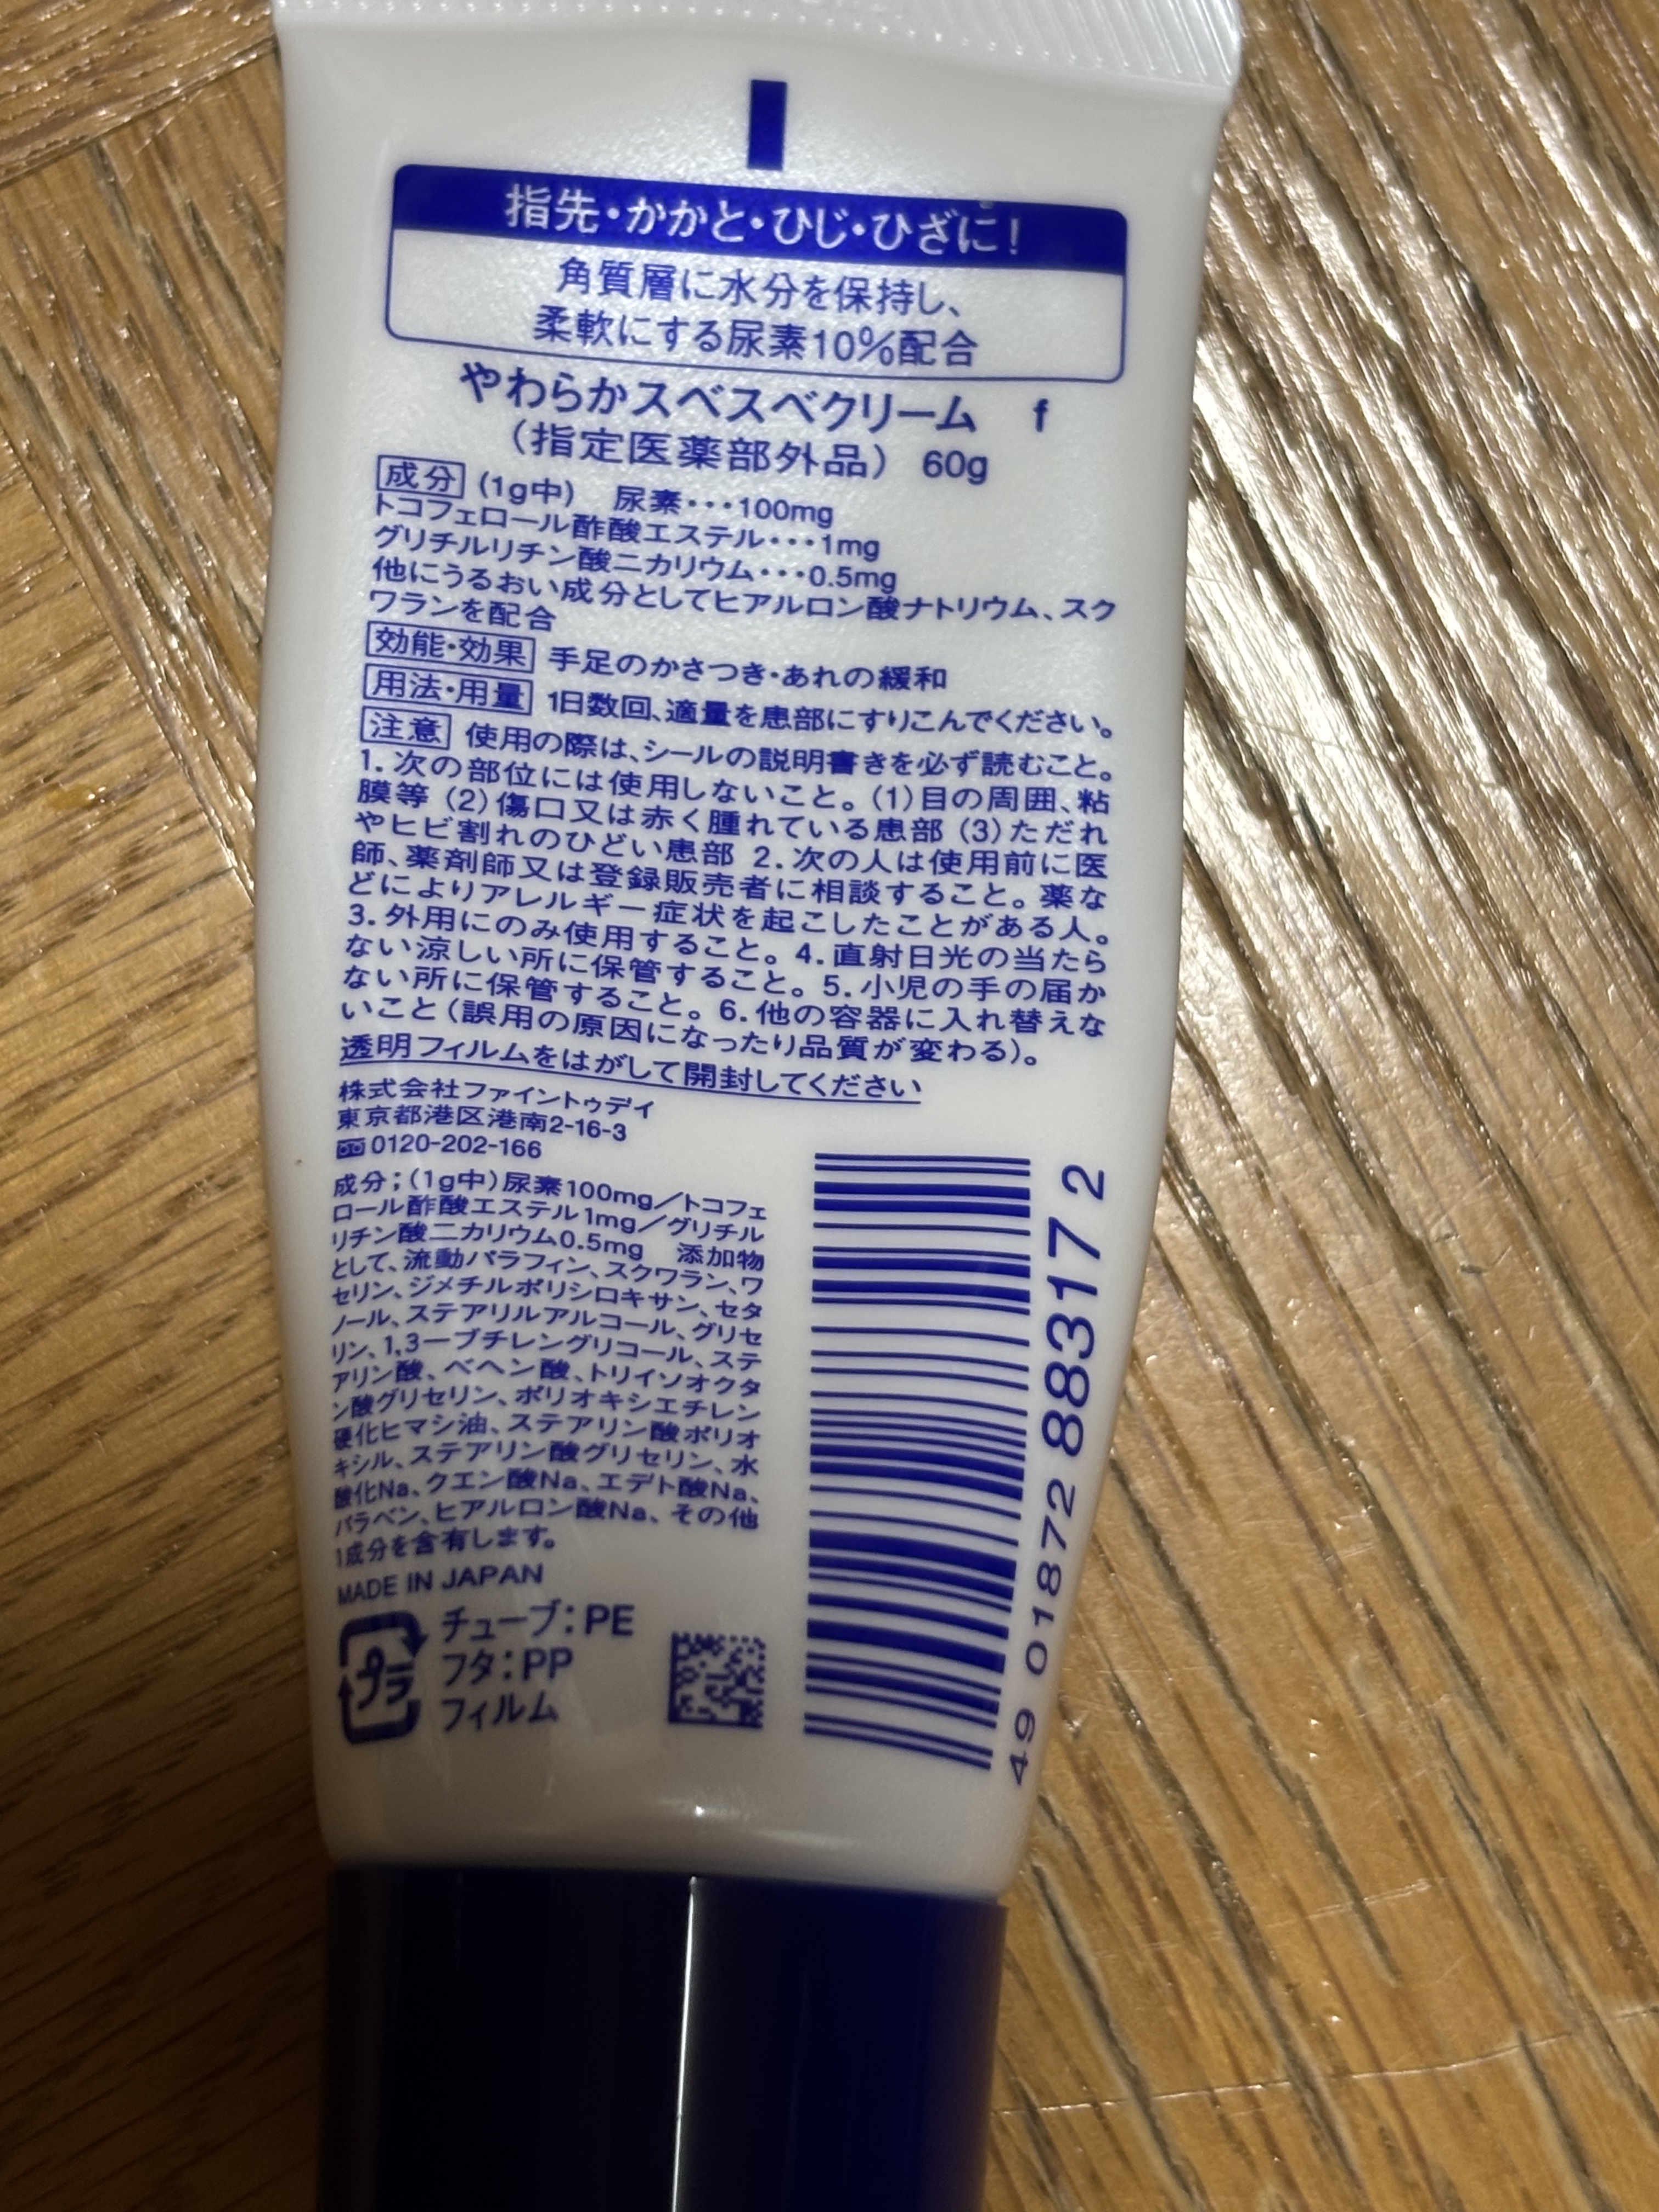 指先・かかと・ひじ・ひざに!
角質層に水分を保持し、
柔軟にする尿素10%配合
やわらかスベスベクリーム f
(指定医薬部外品) 60g
成分 (1g中) 尿素・・・100mg
トコフェロール酢酸エステル・・・1mg
グリチルリチン酸二カリウム・・・0.5mg
他にうるおい成分としてヒアルロン酸ナトリウム、スク
ワランを配合
効能・効果 手足のかさつき・あれの緩和
用法・用量 1日数回、適量を患部にすりこんでください。
注意 使用の際は、シールの説明書きを必ず読むこと。
1. 次の部位には使用しないこと。(1)目の周囲、粘
膜等 (2)傷口又は赤く腫れている患部 (3)ただれ
やヒビ割れのひどい患部 2. 次の人は使用前に医
師、薬剤師又は登録販売者に相談すること。薬な
どによりアレルギー症状を起こしたことがある人。
3. 外用にのみ使用すること。4. 直射日光の当たら
ない涼しい所に保管すること。5. 小児の手の届か
ない所に保管すること。6. 他の容器に入れ替えな
いこと(誤用の原因になったり品質が変わる)。
透明フィルムをはがして開封してください
株式会社ファイントゥデイ
東京都港区港南2-16-3
0120-202-166
成分;(1g中)尿素100mg/トコフェ
ロール酢酸エステル1mg/グリチル
リチン酸二カリウム0.5mg 添加物
として、流動パラフィン、スクワラン、ワ
セリン、ジメチルポリシロキサン、セタ
ノール、ステアリルアルコール、グリセ
リン、1,3-ブチレングリコール、ステ
アリン酸、ベヘン酸、トリイソオクタ
ン酸グリセリン、ポリオキシエチレン
硬化ヒマシ油、ステアリン酸ポリオ
キシル、ステアリン酸グリセリン、水
酸化Na、クエン酸Na、エデト酸Na、
パラベン、ヒアルロン酸Na、その他
1成分を含有します。
MADE IN JAPAN
プラ
チューブ:PE
フタ:PP
フィルム
49 01872 88317 2